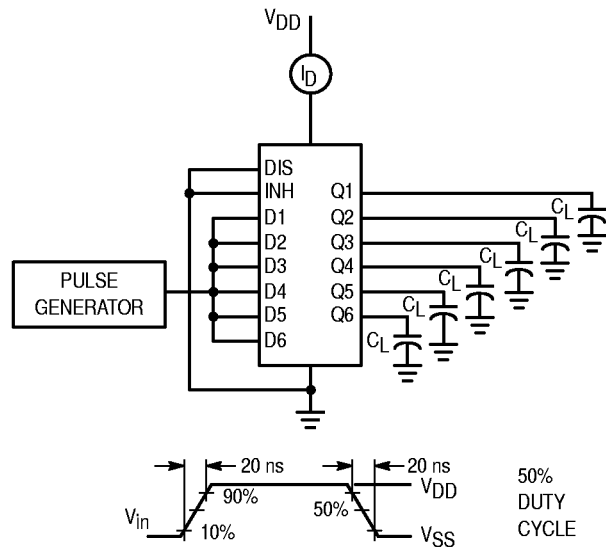 VDD
ID
DIS
INH
D1
D2
D3
D4
D5
D6
Q1
Q2
Q3
Q4
Q5
Q6
CL
CL
CL
CL
CL
CL
PULSE
GENERATOR
20 ns
20 ns
90%
50%
10%
Vin
VDD
VSS
50%
DUTY
CYCLE